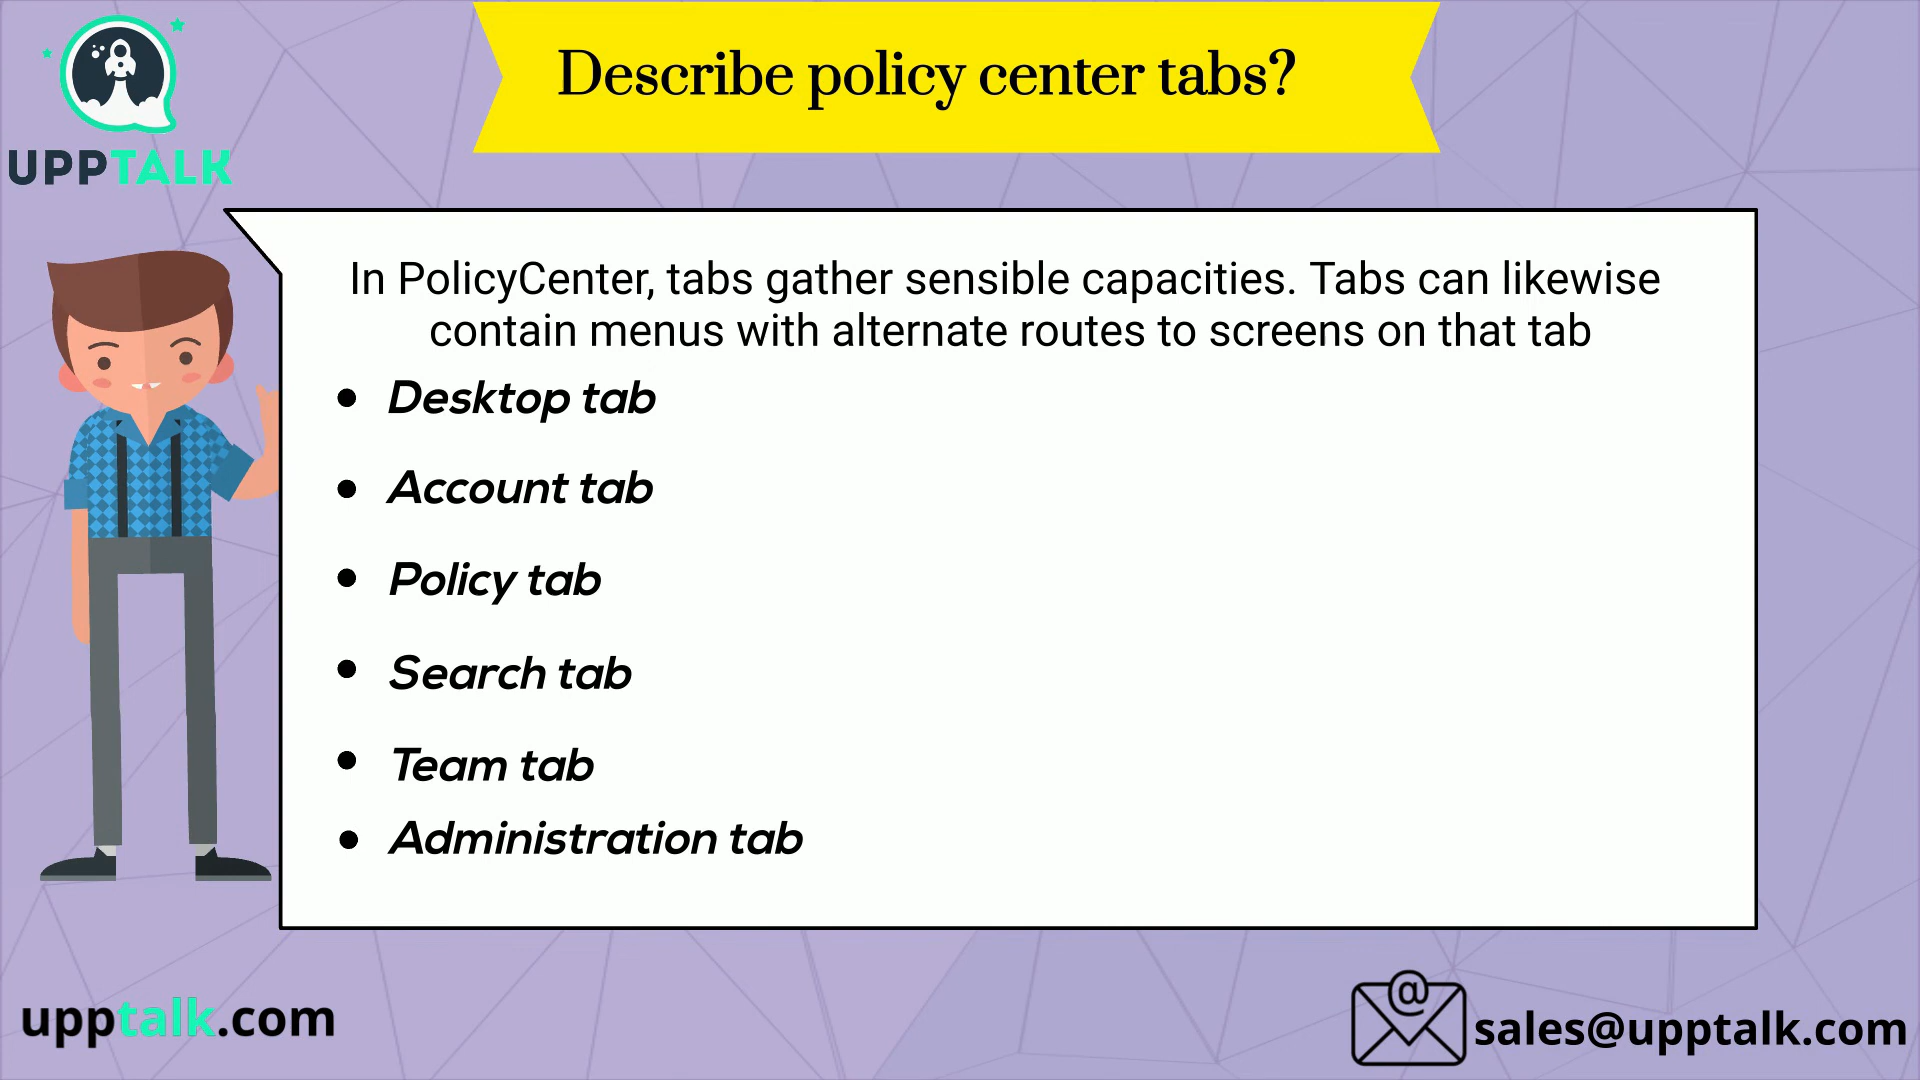 UPPTALK
Describe policy center tabs?
In PolicyCenter, tabs gather sensible capacities. Tabs can likewise
contain menus with alternate routes to screens on that tab
• Desktop tab
• Account tab
• Policy tab
• Search tab
• Team tab
• Administration tab
upptalk.com
@
sales@upptalk.com